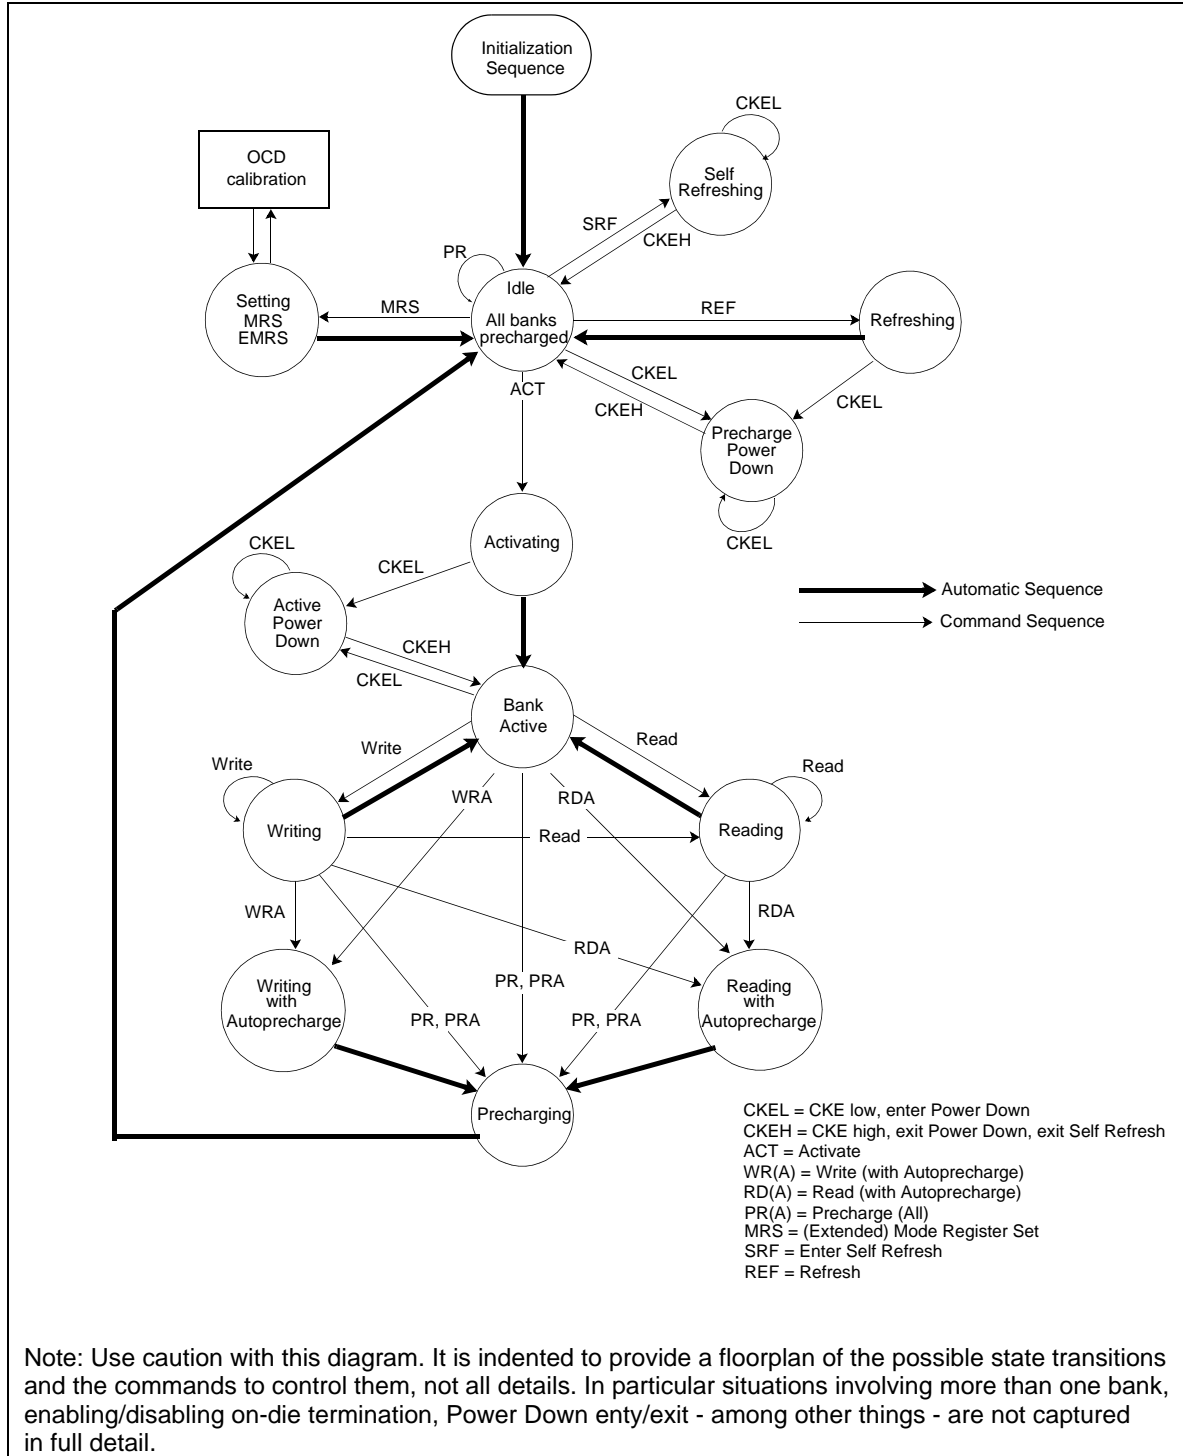 Initialization
Sequence
CKEL
OCD
calibration
Self
Refreshing
SRF
CKEH
PR
Idle
Setting
MRS
EMRS
MRS
All banks
precharged
REF
Refreshing
CKEL
ACT
CKEH
CKEL
Precharge
Power
Down
CKEL
Activating
CKEL
CKEL
Active
Power
Down
Automatic Sequence
Command Sequence
CKEH
CKEL
Bank
Active
Write
Read
Write
Read
WRA
RDA
Writing
Read
Reading
WRA
RDA
RDA
Writing
with
Autoprecharge
PR, PRA
Reading
with
Autoprecharge
PR, PRA
PR, PRA
Precharging
CKEL = CKE low, enter Power Down
CKEH = CKE high, exit Power Down, exit Self Refresh
ACT = Activate
WR(A) = Write (with Autoprecharge)
RD(A) = Read (with Autoprecharge)
PR(A) = Precharge (All)
MRS = (Extended) Mode Register Set
SRF = Enter Self Refresh
REF = Refresh
Note: Use caution with this diagram. It is indented to provide a floorplan of the possible state transitions
and the commands to control them, not all details. In particular situations involving more than one bank,
enabling/disabling on-die termination, Power Down enty/exit - among other things - are not captured
in full detail.